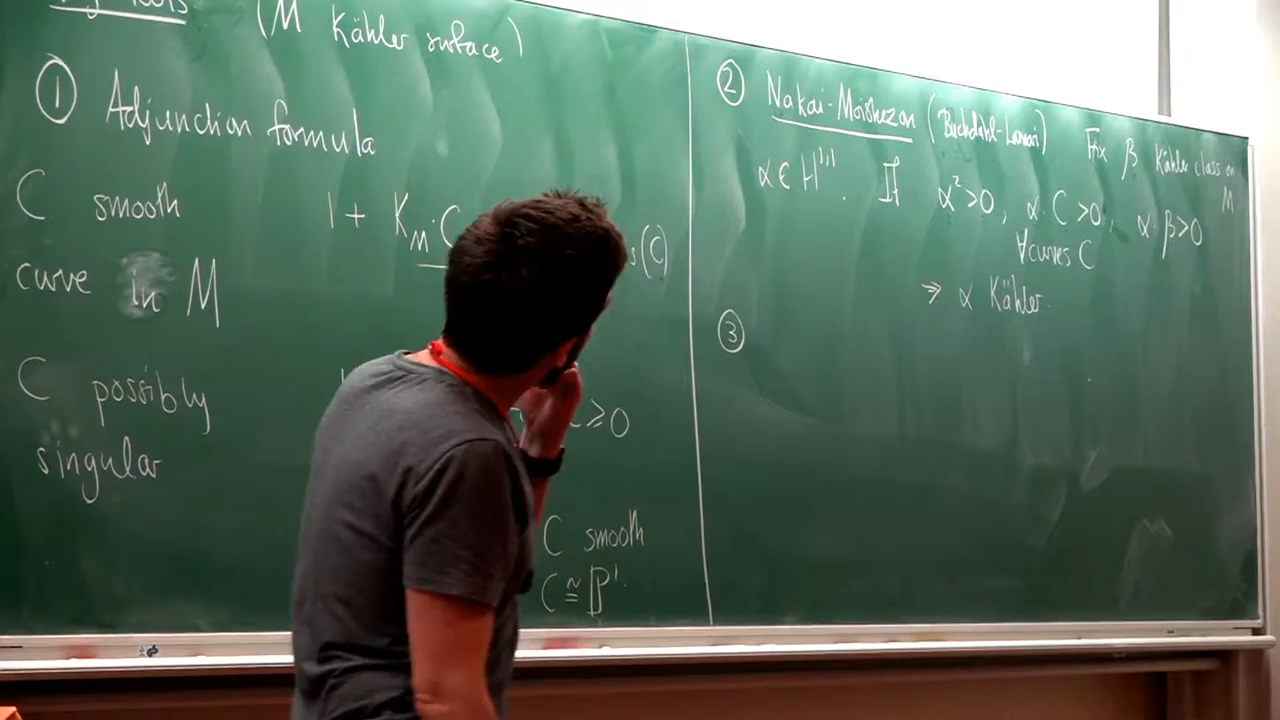 (M Kähler surface)
① Adjunction formula
C smooth
curve in M
1 + K_M · C
s(C)
C possibly
singular
≥ 0
C smooth
C ≅ ℙ¹.
② Nakai-Moishezon (Buchdahl-Lamari) Fix β Kähler class on M
α ∈ H^{1,1}. If α² > 0, α · C > 0, α · β > 0
∀ curves C
⇒ α Kähler.
③